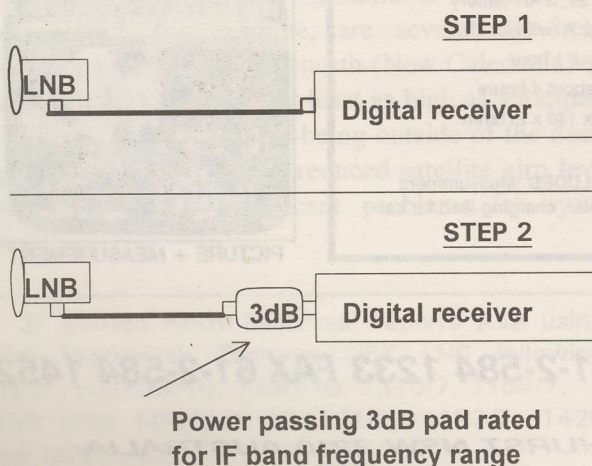 STEP 1
LNB
Digital receiver
STEP 2
LNB
3dB
Digital receiver
Power passing 3dB pad rated
for IF band frequency range